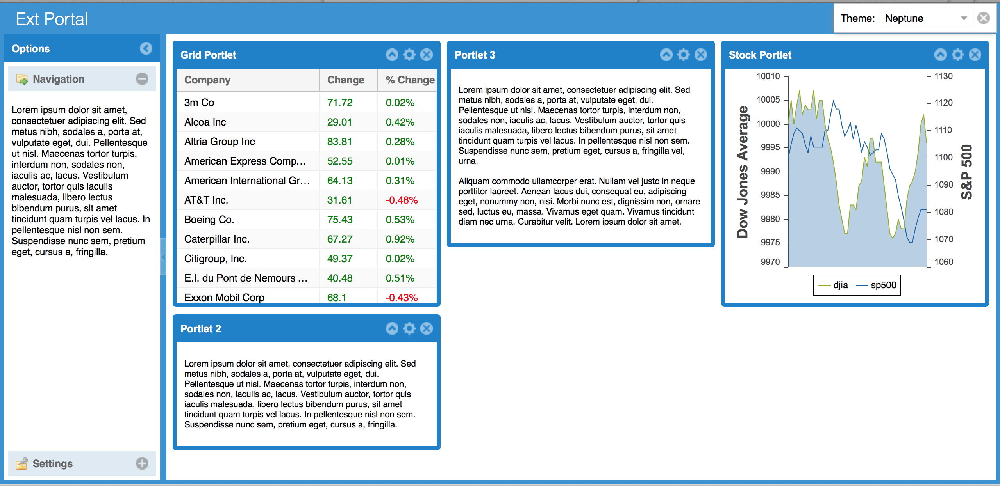 Ext Portal
Theme: Neptune
Options
Navigation
Lorem ipsum dolor sit amet,
consectetuer adipiscing elit. Sed
metus nibh, sodales a, porta at,
vulputate eget, dui. Pellentesque
ut nisl. Maecenas tortor turpis,
interdum non, sodales non,
iaculis ac, lacus. Vestibulum
auctor, tortor quis iaculis
malesuada, libero lectus
bibendum purus, sit amet
tincidunt quam turpis vel lacus. In
pellentesque nisl non sem.
Suspendisse nunc sem, pretium
eget, cursus a, fringilla.
Settings
Grid Portlet
Company Change % Change
3m Co 71.72 0.02%
Alcoa Inc 29.01 0.42%
Altria Group Inc 83.81 0.28%
American Express Comp... 52.55 0.01%
American International Gr... 64.13 0.31%
AT&T Inc. 31.61 -0.48%
Boeing Co. 75.43 0.53%
Caterpillar Inc. 67.27 0.92%
Citigroup, Inc. 49.37 0.02%
E.I. du Pont de Nemours ... 40.48 0.51%
Exxon Mobil Corp 68.1 -0.43%
Portlet 2
Lorem ipsum dolor sit amet, consectetuer adipiscing elit. Sed
metus nibh, sodales a, porta at, vulputate eget, dui.
Pellentesque ut nisl. Maecenas tortor turpis, interdum non,
sodales non, iaculis ac, lacus. Vestibulum auctor, tortor quis
iaculis malesuada, libero lectus bibendum purus, sit amet
tincidunt quam turpis vel lacus. In pellentesque nisl non sem.
Suspendisse nunc sem, pretium eget, cursus a, fringilla.
Portlet 3
Lorem ipsum dolor sit amet, consectetuer adipiscing elit. Sed
metus nibh, sodales a, porta at, vulputate eget, dui.
Pellentesque ut nisl. Maecenas tortor turpis, interdum non,
sodales non, iaculis ac, lacus. Vestibulum auctor, tortor quis
iaculis malesuada, libero lectus bibendum purus, sit amet
tincidunt quam turpis vel lacus. In pellentesque nisl non sem.
Suspendisse nunc sem, pretium eget, cursus a, fringilla vel,
urna.
Aliquam commodo ullamcorper erat. Nullam vel justo in neque
porttitor laoreet. Aenean lacus dui, consequat eu, adipiscing
eget, nonummy non, nisi. Morbi nunc est, dignissim non, ornare
sed, luctus eu, massa. Vivamus eget quam. Vivamus tincidunt
diam nec urna. Curabitur velit. Lorem ipsum dolor sit amet.
Stock Portlet
Dow Jones Average
10010
10005
10000
9995
9990
9985
9980
9975
9970
1130
1120
1110
1100
1090
1080
1070
1060
S&P 500
djia sp500